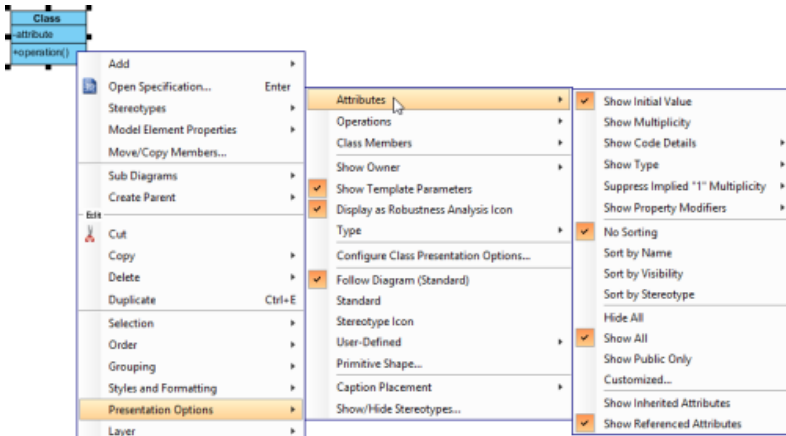 Class
-attribute
+operation()
Add
Open Specification... Enter
Stereotypes
Model Element Properties
Move/Copy Members...
Sub Diagrams
Create Parent
Edit
Cut
Copy
Delete
Duplicate Ctrl+E
Selection
Order
Grouping
Styles and Formatting
Presentation Options
Layer
Attributes
Operations
Class Members
Show Owner
Show Template Parameters
Display as Robustness Analysis Icon
Type
Configure Class Presentation Options...
Follow Diagram (Standard)
Standard
Stereotype Icon
User-Defined
Primitive Shape...
Caption Placement
Show/Hide Stereotypes...
Show Initial Value
Show Multiplicity
Show Code Details
Show Type
Suppress Implied "1" Multiplicity
Show Property Modifiers
No Sorting
Sort by Name
Sort by Visibility
Sort by Stereotype
Hide All
Show All
Show Public Only
Customized...
Show Inherited Attributes
Show Referenced Attributes